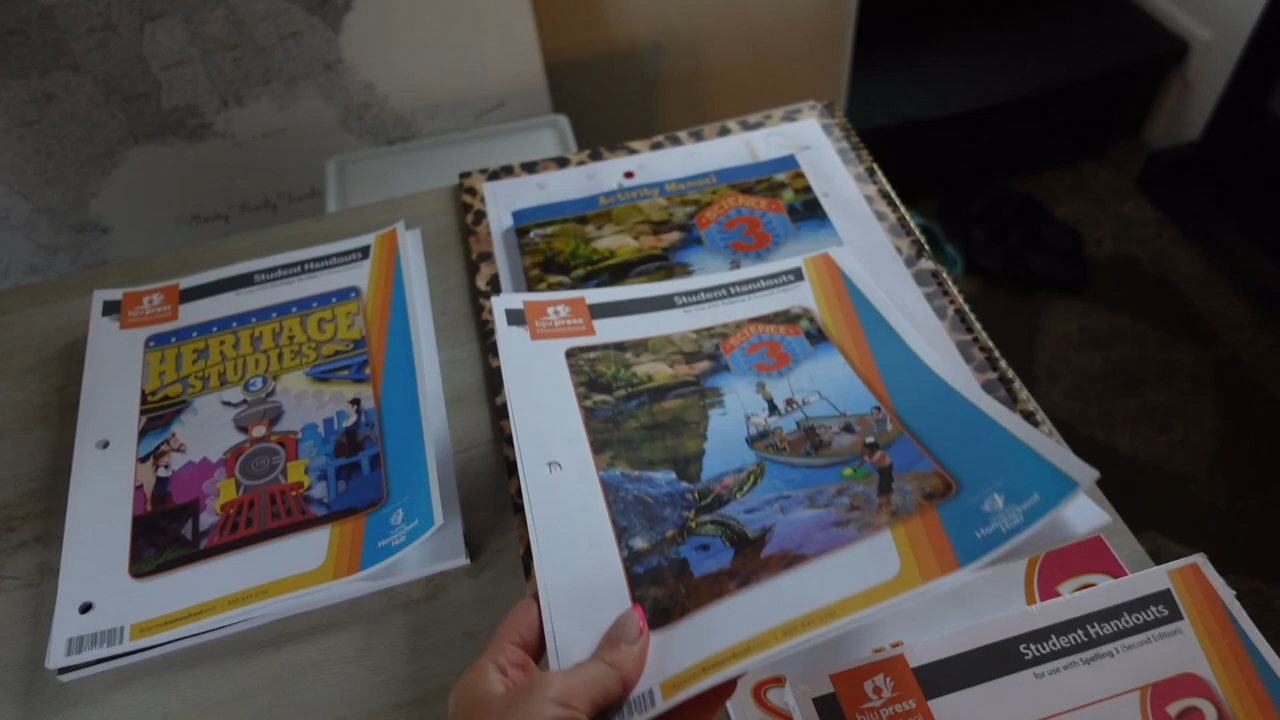 Student Handouts
bju press
HERITAGE
STUDIES
3
Homeschool
Hub
Activity Manual
SCIENCE
3
Student Handouts
bju press
Homeschool
SCIENCE
3
Homeschool
Hub
Student Handouts
for use with Spelling 3 (Second Edition)
bju press